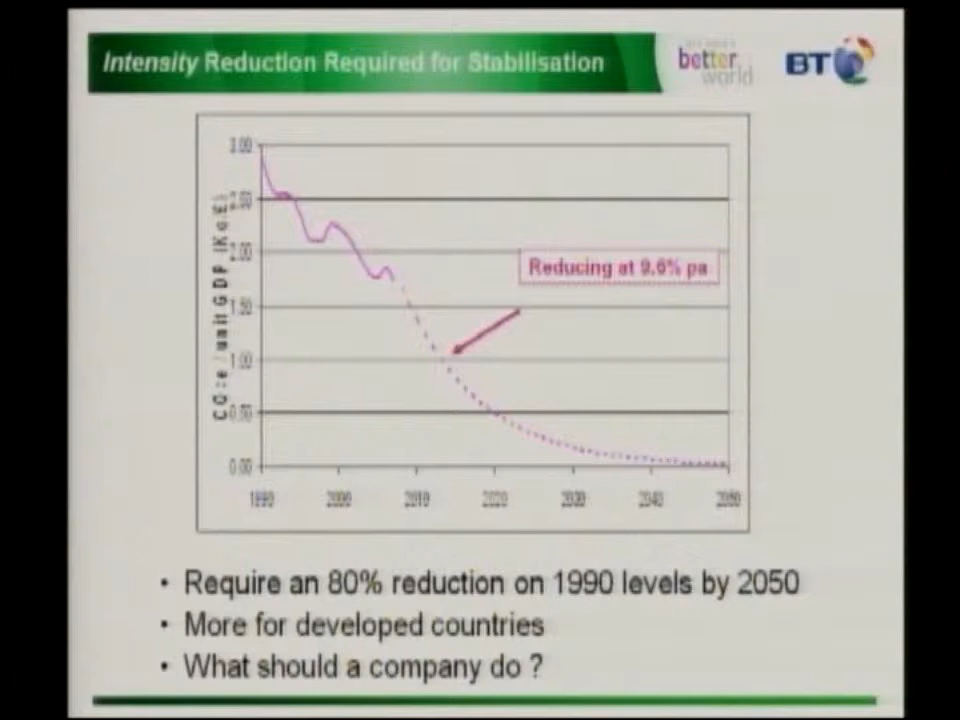 Intensity Reduction Required for Stabilisation
better
world
BT
3.00
2.00
Reducing at 9.6% pa
1.50
1.00
0.50
0.00
1990 2000 2010 2020 2030 2040 2050
• Require an 80% reduction on 1990 levels by 2050
• More for developed countries
• What should a company do ?